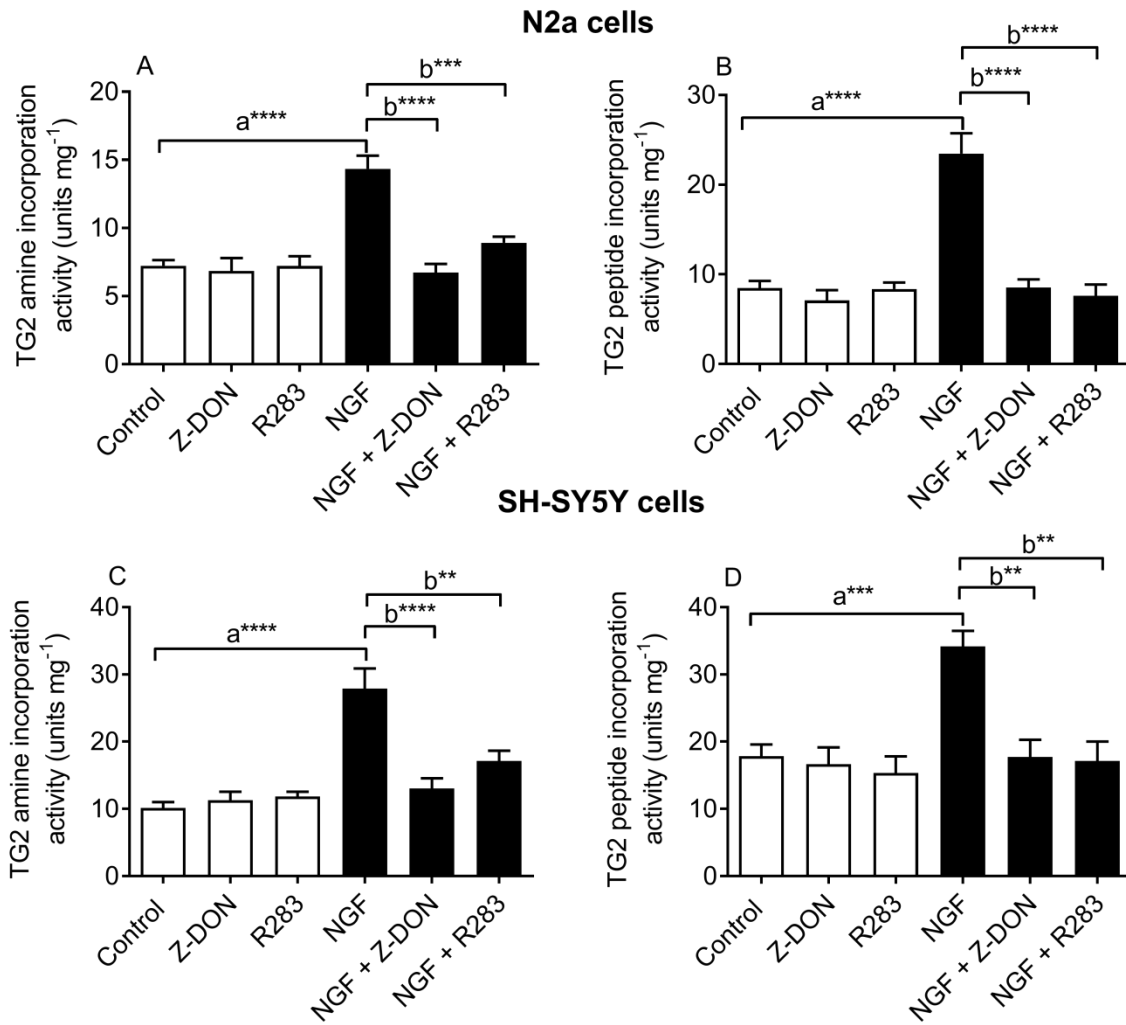 N2a cells
A
TG2 amine incorporation
activity (units mg⁻¹)
20
15
10
5
0
a****
b****
b***
Control
Z-DON
R283
NGF
NGF + Z-DON
NGF + R283
B
TG2 peptide incorporation
activity (units mg⁻¹)
30
20
10
0
a****
b****
b****
Control
Z-DON
R283
NGF
NGF + Z-DON
NGF + R283
SH-SY5Y cells
C
TG2 amine incorporation
activity (units mg⁻¹)
40
30
20
10
0
a****
b****
b**
Control
Z-DON
R283
NGF
NGF + Z-DON
NGF + R283
D
TG2 peptide incorporation
activity (units mg⁻¹)
40
30
20
10
0
a***
b**
b**
Control
Z-DON
R283
NGF
NGF + Z-DON
NGF + R283